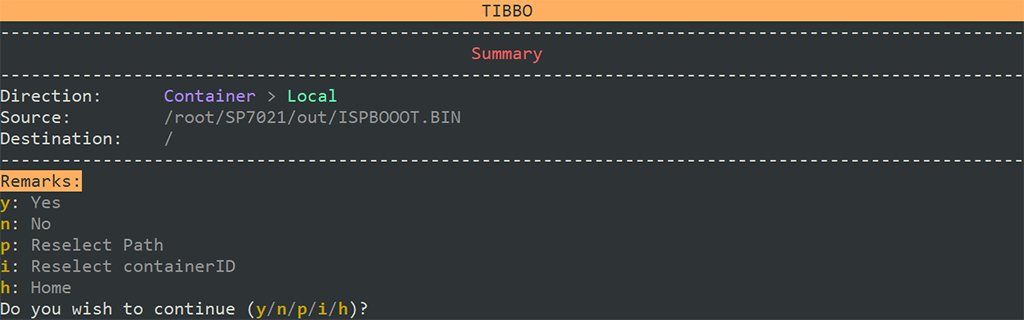 TIBBO
--------------------------------------------------------------------------------------------------
Summary
--------------------------------------------------------------------------------------------------
Direction: Container > Local
Source: /root/SP7021/out/ISPBOOOT.BIN
Destination: /
--------------------------------------------------------------------------------------------------
Remarks:
y: Yes
n: No
p: Reselect Path
i: Reselect containerID
h: Home
Do you wish to continue (y/n/p/i/h)?